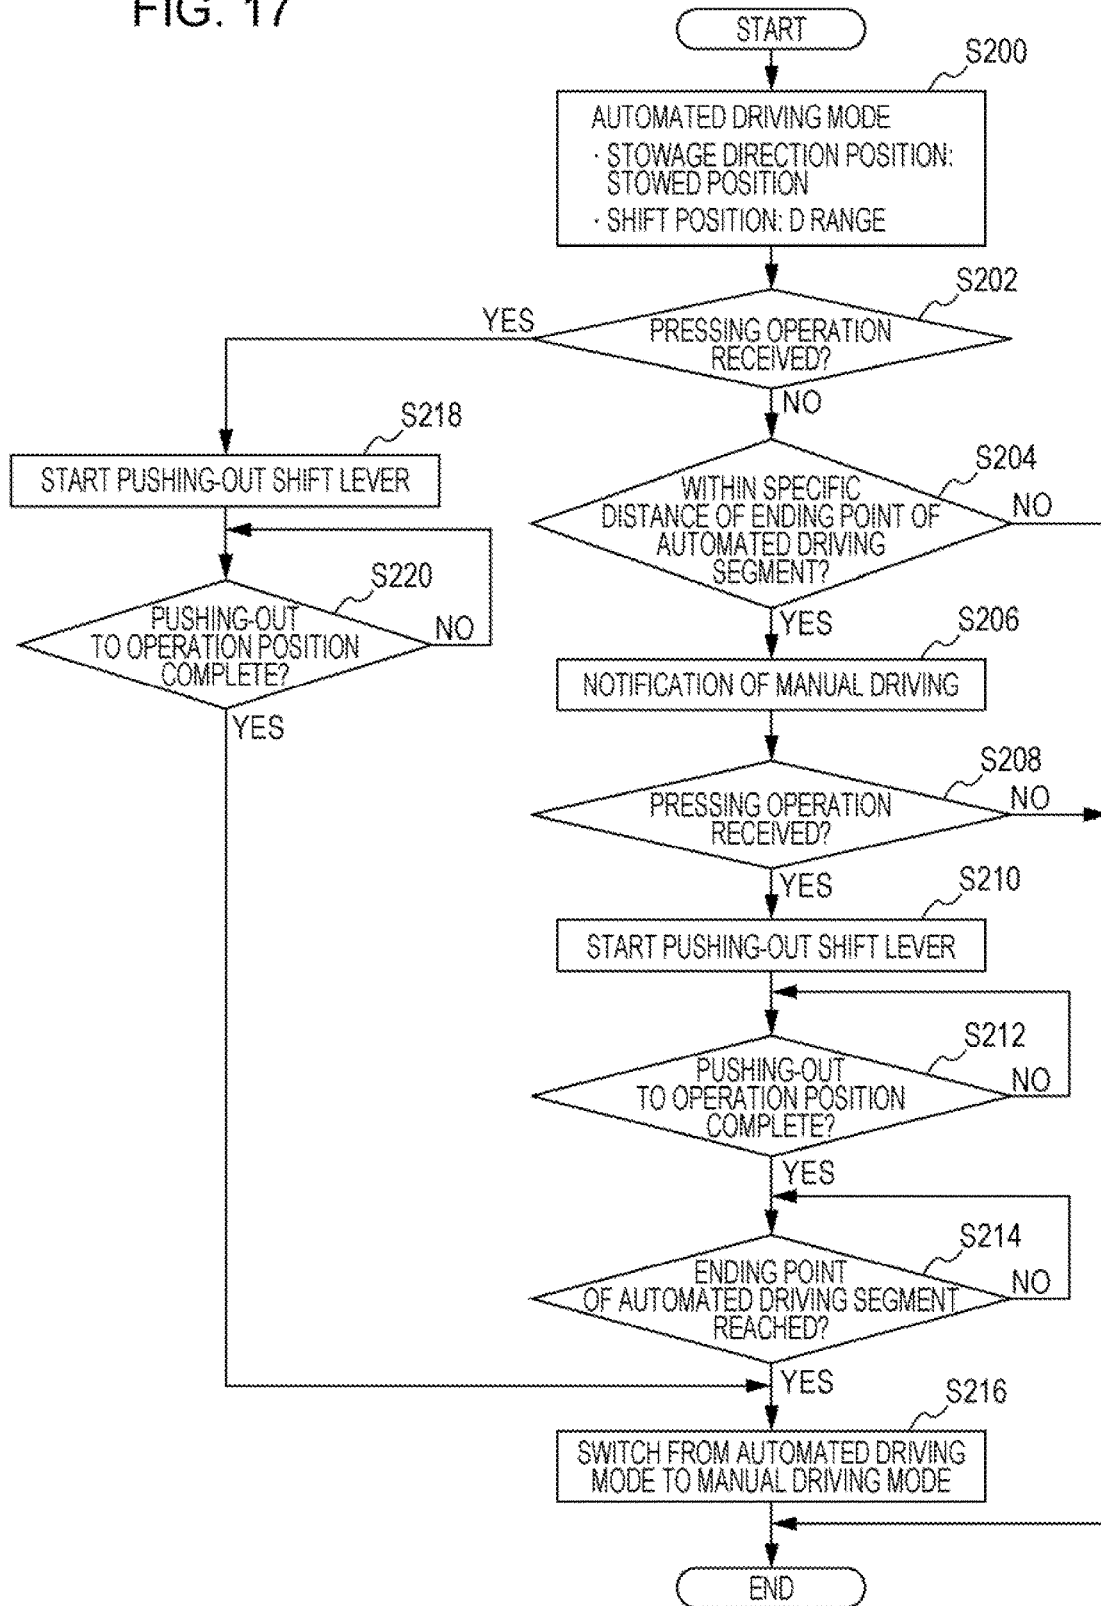 FIG. 17
START
S200
AUTOMATED DRIVING MODE
· STOWAGE DIRECTION POSITION:
STOWED POSITION
· SHIFT POSITION: D RANGE
S202
YES
PRESSING OPERATION
RECEIVED?
NO
S218
START PUSHING-OUT SHIFT LEVER
S204
WITHIN SPECIFIC
DISTANCE OF ENDING POINT OF
AUTOMATED DRIVING
SEGMENT?
NO
YES
S220
PUSHING-OUT
TO OPERATION POSITION
COMPLETE?
NO
YES
S206
NOTIFICATION OF MANUAL DRIVING
S208
PRESSING OPERATION
RECEIVED?
NO
YES
S210
START PUSHING-OUT SHIFT LEVER
S212
PUSHING-OUT
TO OPERATION POSITION
COMPLETE?
NO
YES
S214
ENDING POINT
OF AUTOMATED DRIVING SEGMENT
REACHED?
NO
YES
S216
SWITCH FROM AUTOMATED DRIVING
MODE TO MANUAL DRIVING MODE
END